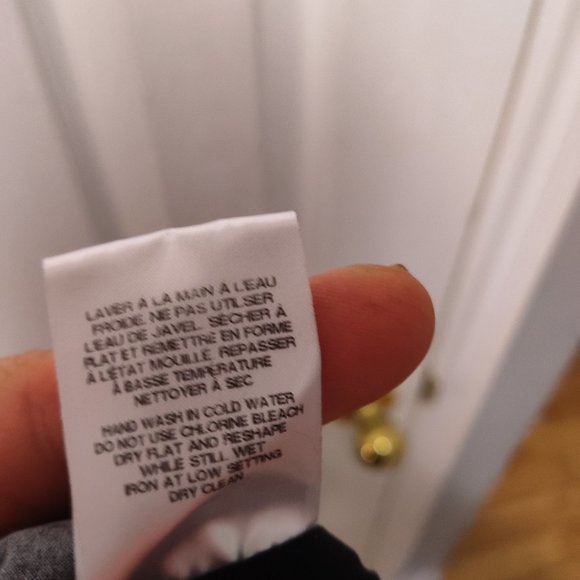 LAVER À LA MAIN À L'EAU
FROIDE NE PAS UTILSER
L'EAU DE JAVEL. SÉCHER À
PLAT ET REMETTRE EN FORME
À L'ÉTAT MOUILLÉ, REPASSER
À BASSE TEMPÉRATURE
NETTOYER À SEC
HAND WASH IN COLD WATER
DO NOT USE CHLORINE BLEACH
DRY FLAT AND RESHAPE
WHILE STILL WET
IRON AT LOW SETTING
DRY CLEAN